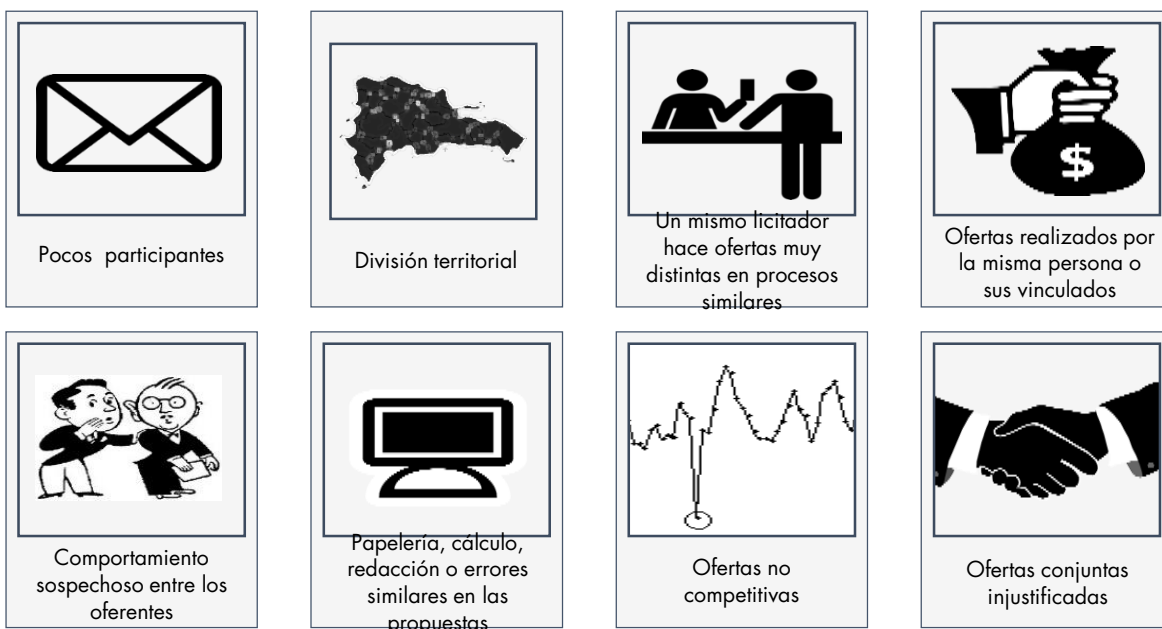 Pocos participantes
División territorial
Un mismo licitador
hace ofertas muy
distintas en procesos
similares
$
Ofertas realizados por
la misma persona o
sus vinculados
Comportamiento
sospechoso entre los
oferentes
Papelería, cálculo,
redacción o errores
similares en las
propuestas
Ofertas no
competitivas
Ofertas conjuntas
injustificadas